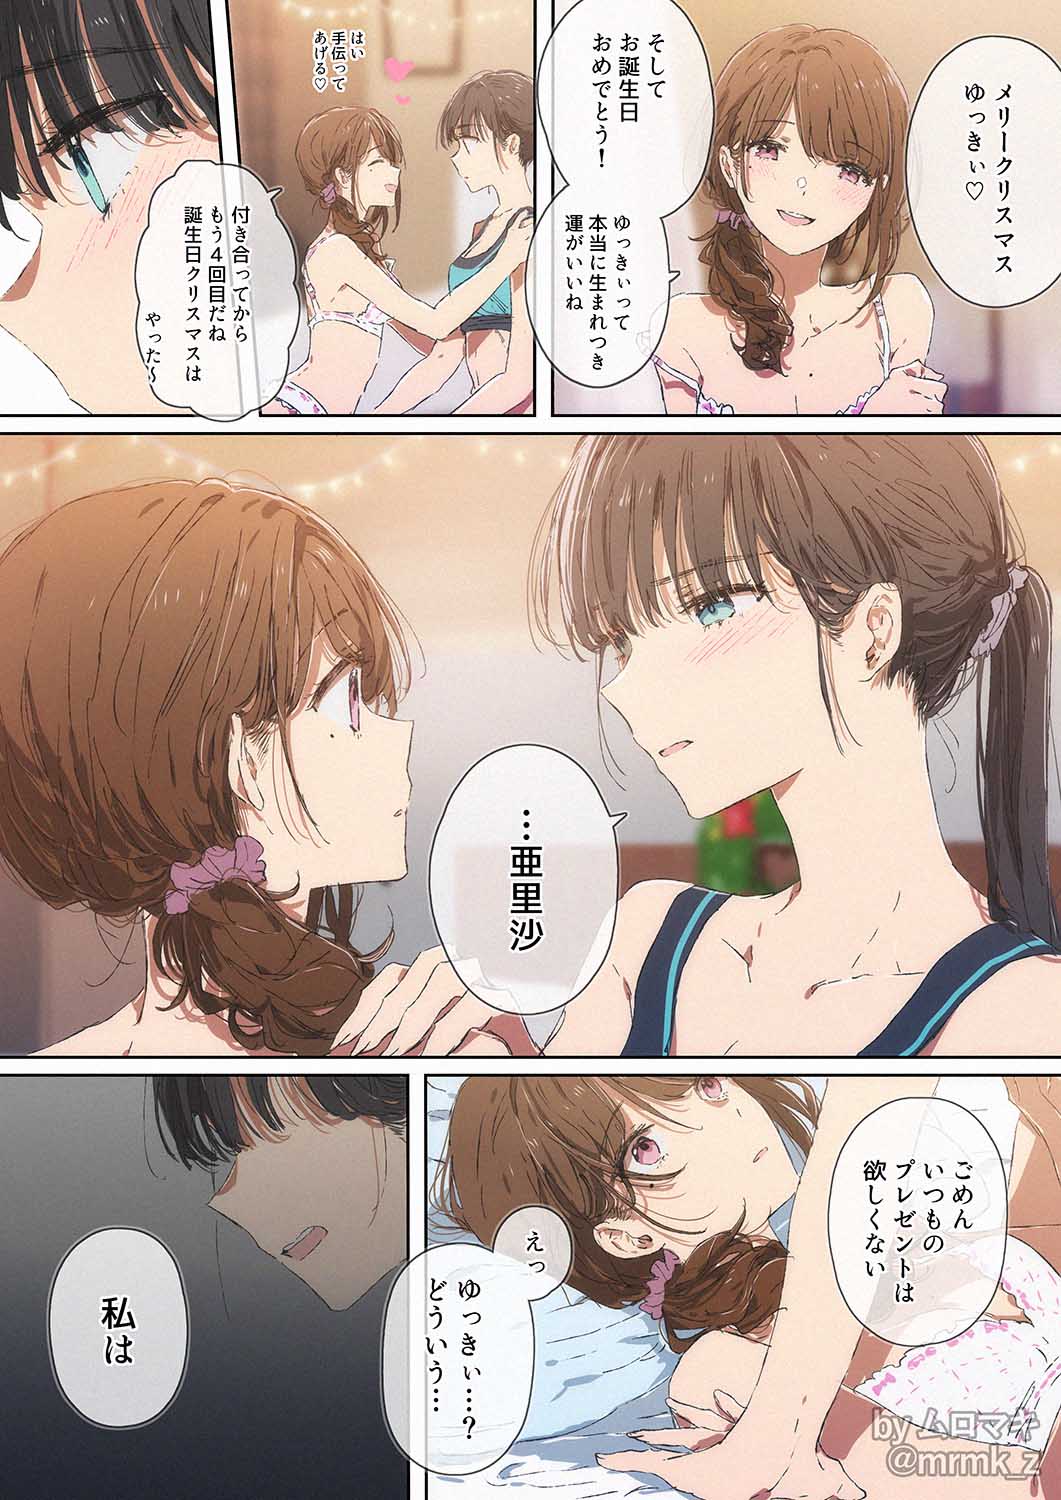 メリークリスマス
ゆっきぃ♡
そして
お誕生日
おめでとう！
ゆっきぃって
本当に生まれつき
運がいいね
はい
手伝って
あげる♡
付き合ってから
もう４回目だね
誕生日クリスマスは
やった～
…亜里沙
ごめん
いつもの
プレゼントは
欲しくない
えっ
ゆっきぃ…？
どういう…
私は
by ムロマキ
@mrmk_z